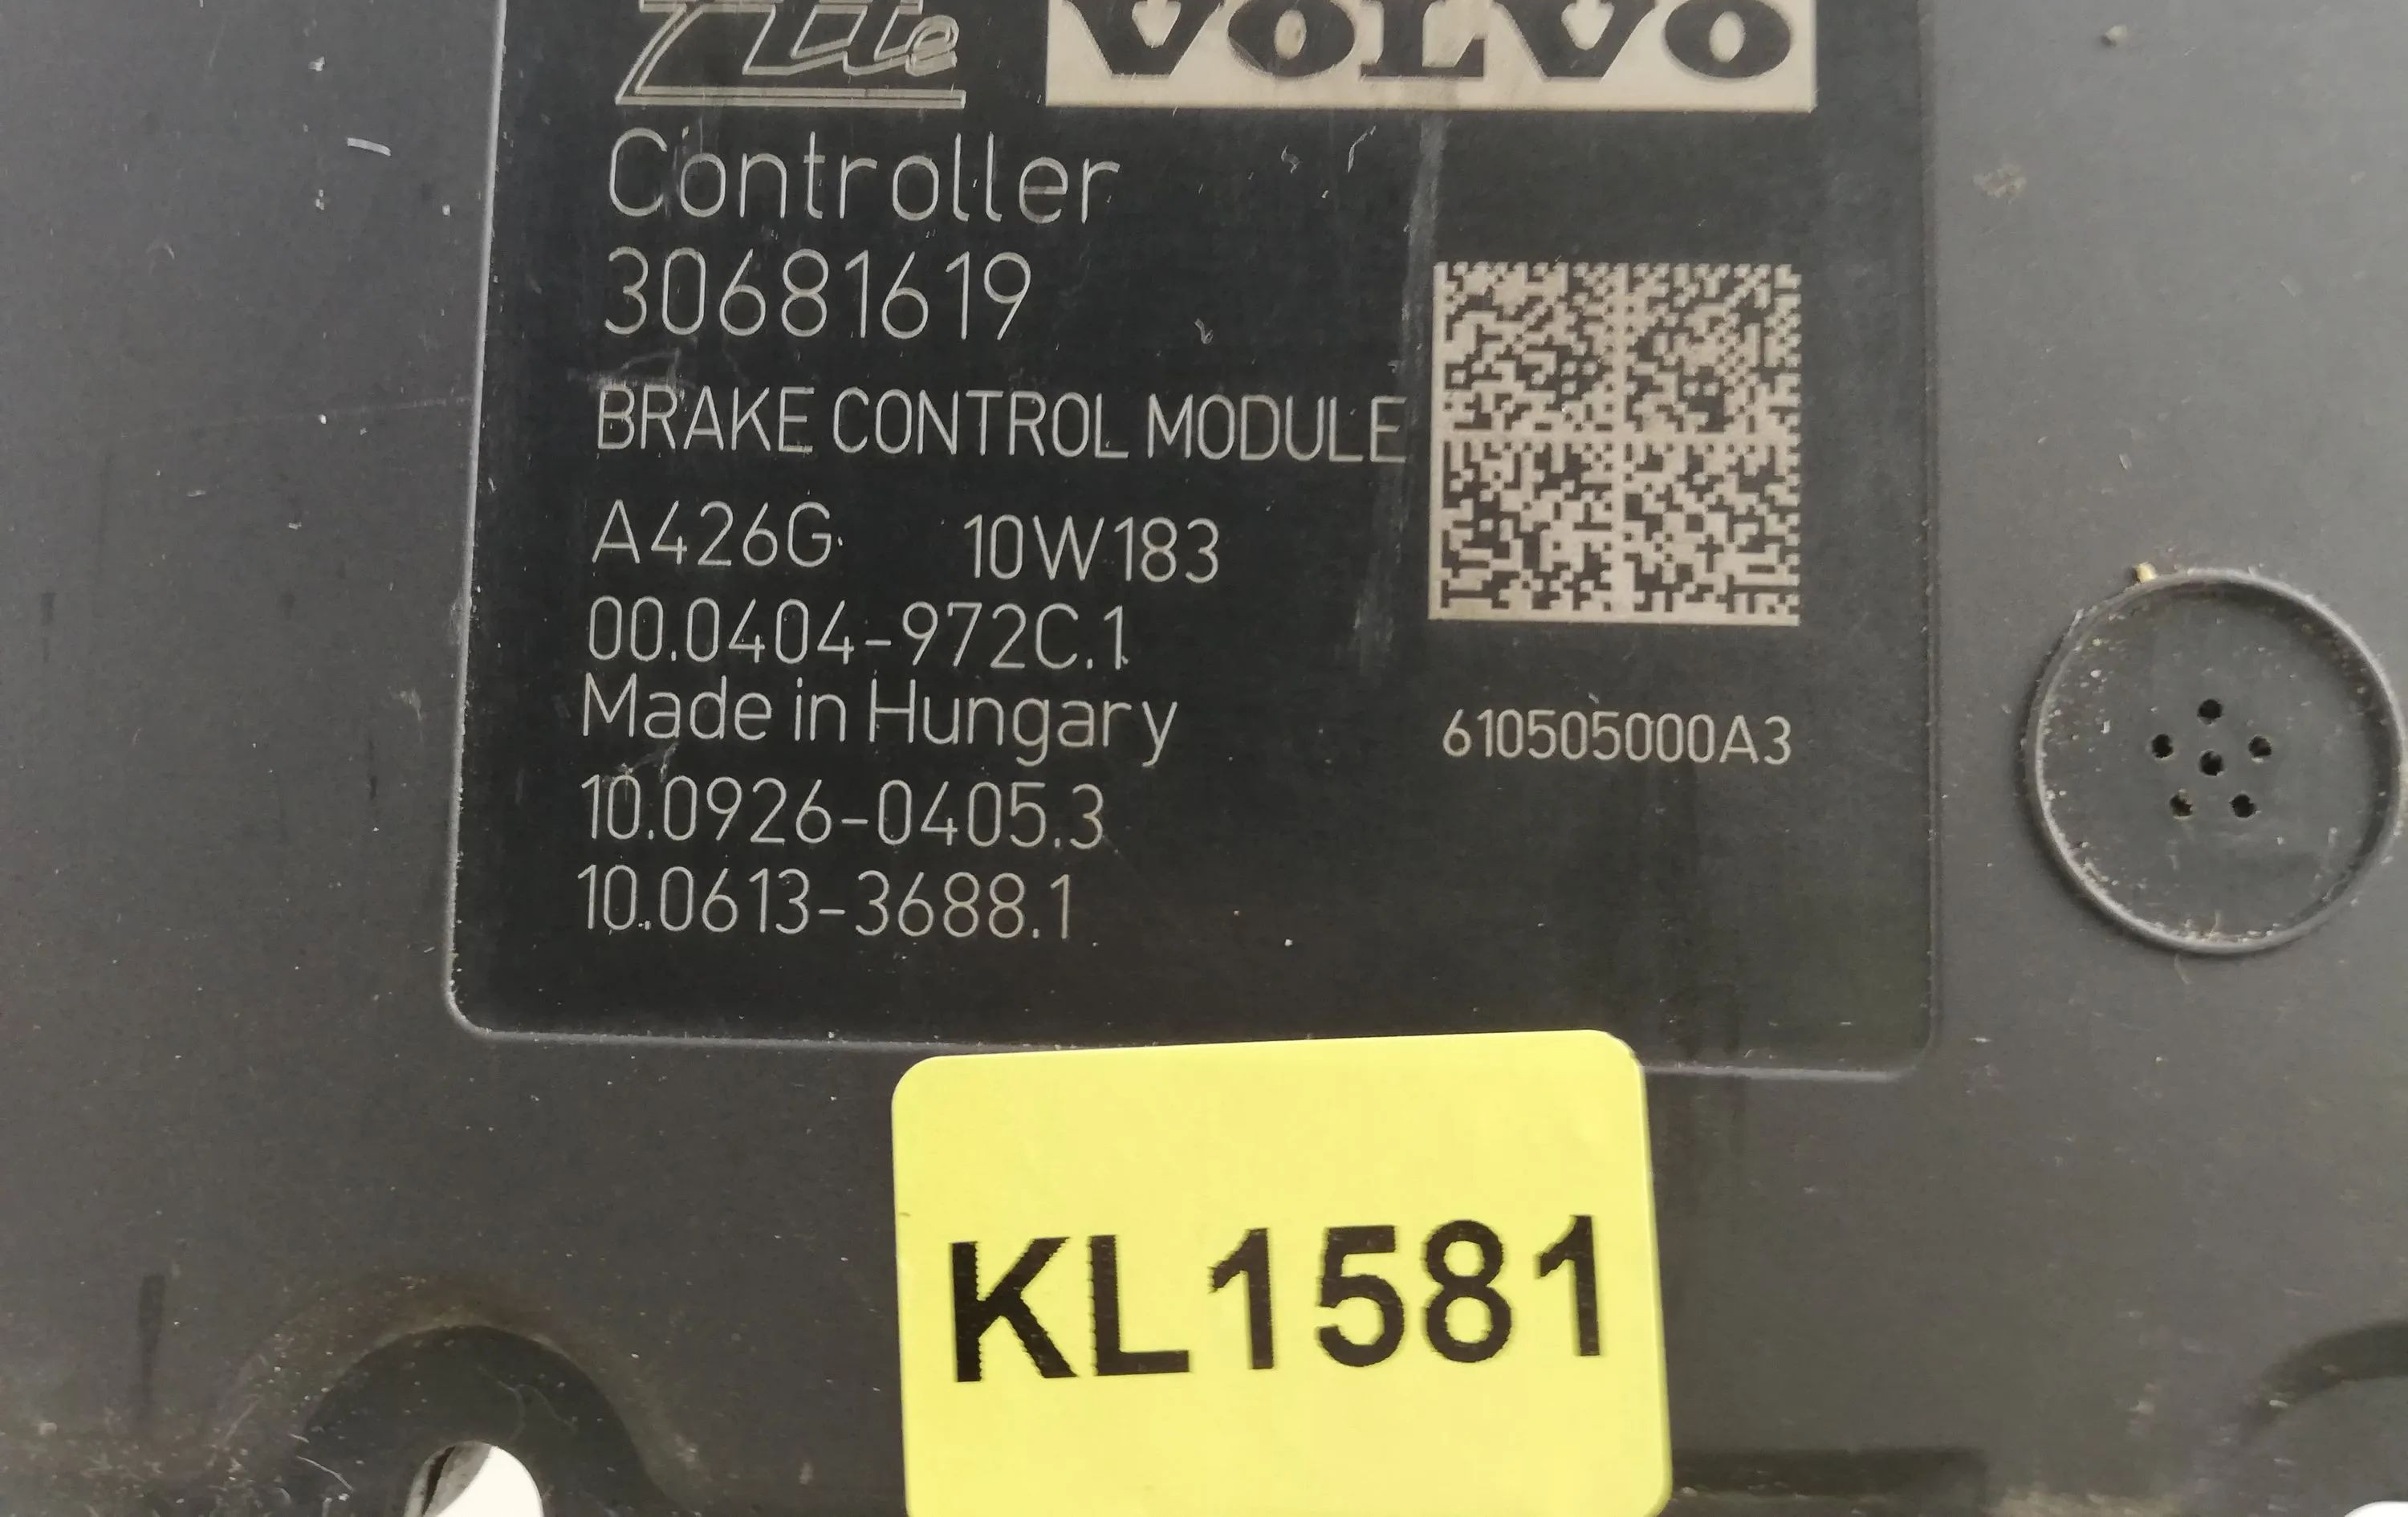 Ate VOLVO
Controller
30681619
BRAKE CONTROL MODULE
A426G 10W183
00.0404-972C.1
Made in Hungary
610505000A3
10.0926-0405.3
10.0613-3688.1
KL1581